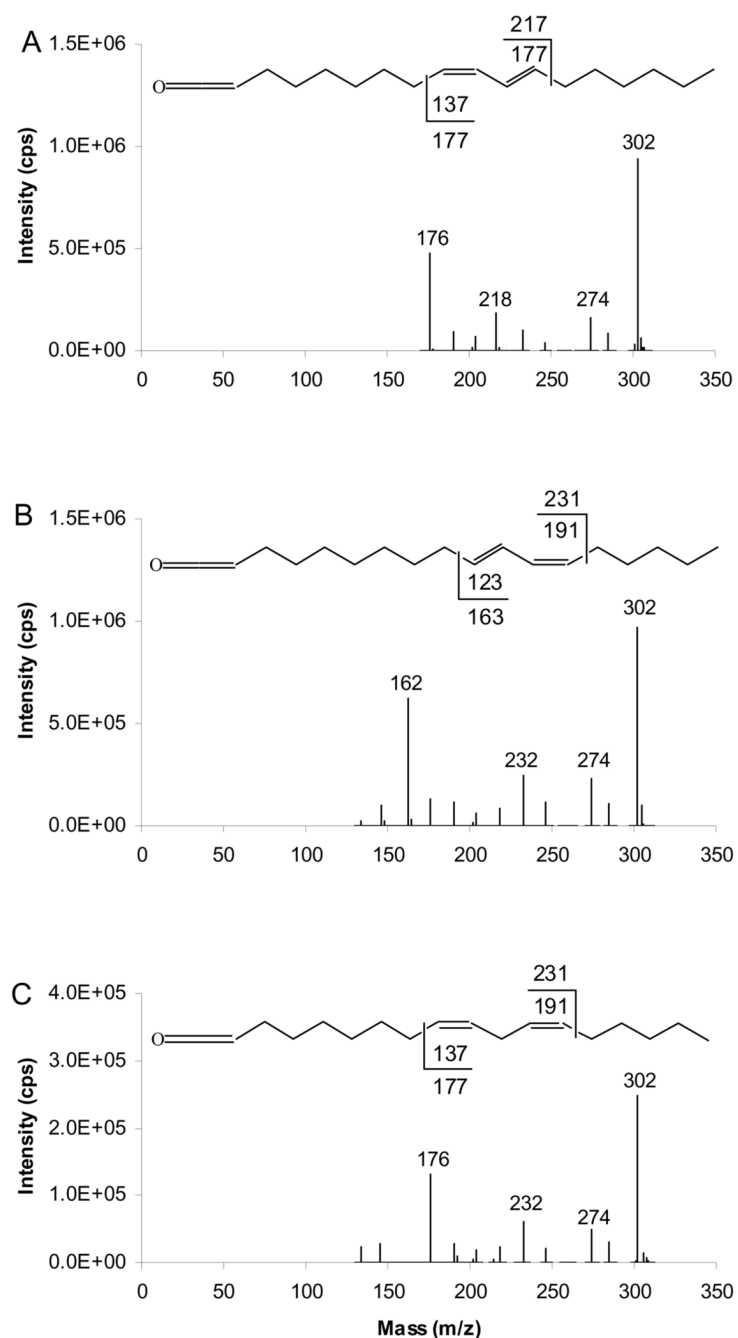 A
217
177
O
137
177
Intensity (cps)
1.5E+06
1.0E+06
5.0E+05
0.0E+00
302
176
218
274
0 50 100 150 200 250 300 350
B
231
191
O
123
163
Intensity (cps)
1.5E+06
1.0E+06
5.0E+05
0.0E+00
302
162
232
274
0 50 100 150 200 250 300 350
C
231
191
O
137
177
Intensity (cps)
4.0E+05
3.0E+05
2.0E+05
1.0E+05
0.0E+00
302
176
232
274
0 50 100 150 200 250 300 350
Mass (m/z)